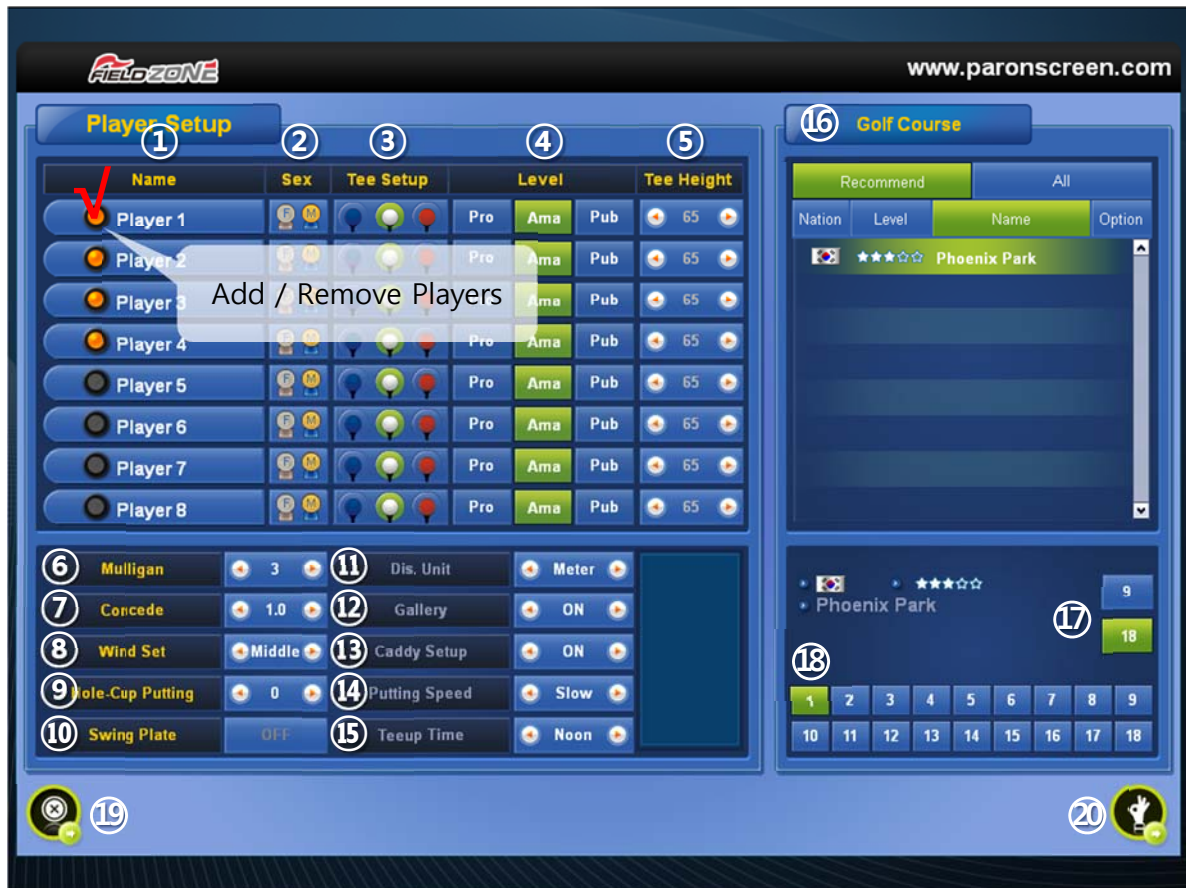 FIELDZONE www.paronscreen.com
Player Setup
① ② ③ ④ ⑤
Name Sex Tee Setup Level Tee Height
√ Player 1 F M Pro Ama Pub 65
Player 2 F M Pro Ama Pub 65
Add / Remove Players
Player 3 Ama Pub 65
Player 4 F M Pro Ama Pub 65
Player 5 F M Pro Ama Pub 65
Player 6 F M Pro Ama Pub 65
Player 7 F M Pro Ama Pub 65
Player 8 F M Pro Ama Pub 65
⑥ Mulligan 3 ⑪ Dis. Unit Meter
⑦ Concede 1.0 ⑫ Gallery ON
⑧ Wind Set Middle ⑬ Caddy Setup ON
⑨ Hole-Cup Putting 0 ⑭ Putting Speed Slow
⑩ Swing Plate OFF ⑮ Teeup Time Noon
⑯ Golf Course
Recommend All
Nation Level Name Option
★★★☆☆ Phoenix Park
★★★☆☆
Phoenix Park
9
⑰ 18
⑱
1 2 3 4 5 6 7 8 9
10 11 12 13 14 15 16 17 18
⑲ ⑳